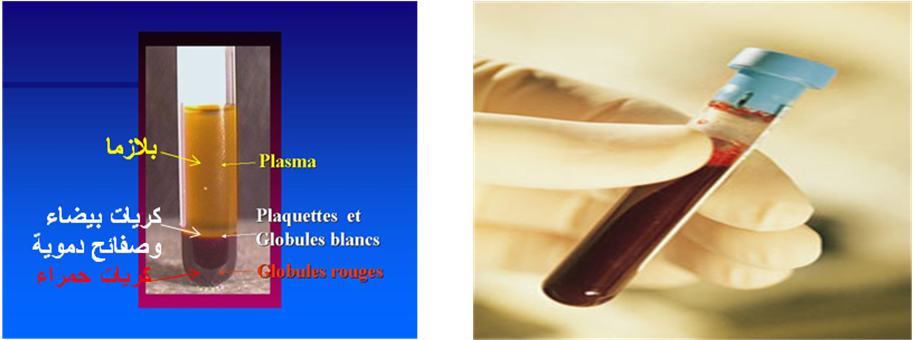 بلازما
Plasma
كريات بيضاء
وصفائح دموية
Plaquettes et
Globules blancs
كريات حمراء
Globules rouges